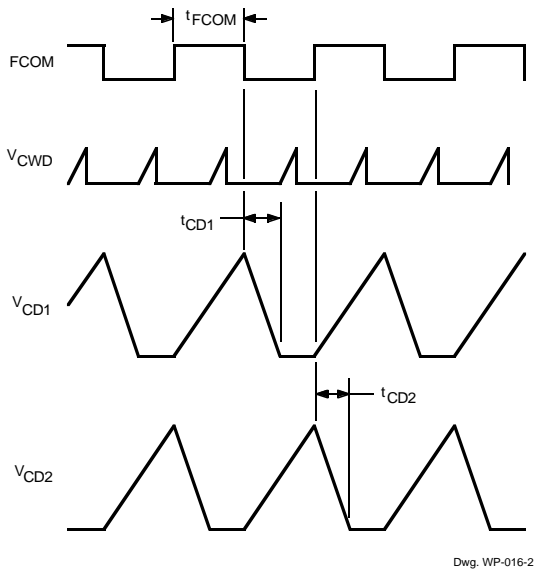 tFCOM
FCOM
VCWD
tCD1
VCD1
tCD2
VCD2
Dwg. WP-016-2